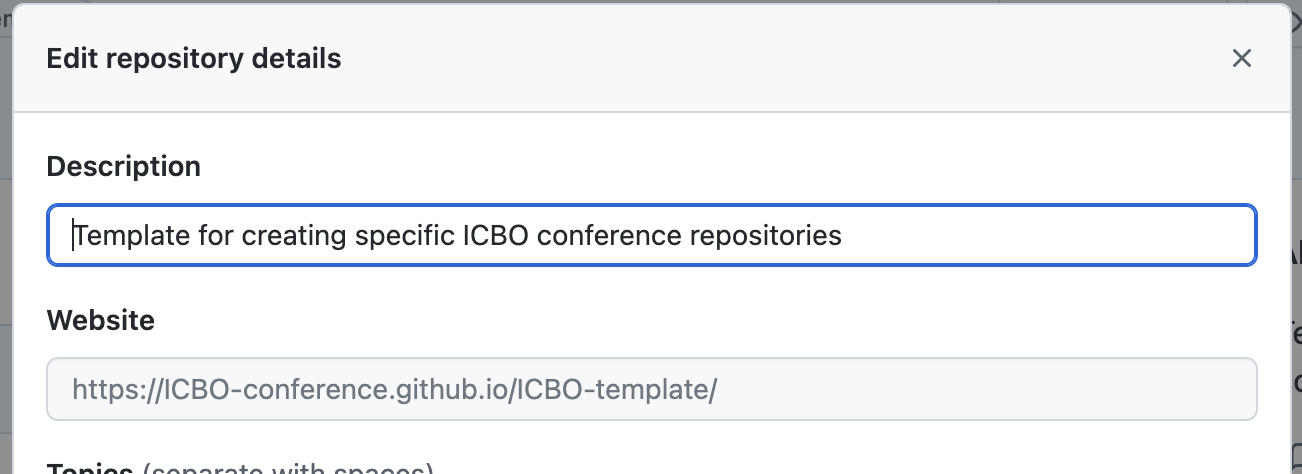 Edit repository details
Description
Template for creating specific ICBO conference repositories
Website
https://ICBO-conference.github.io/ICBO-template/
Topics (separate with spaces)